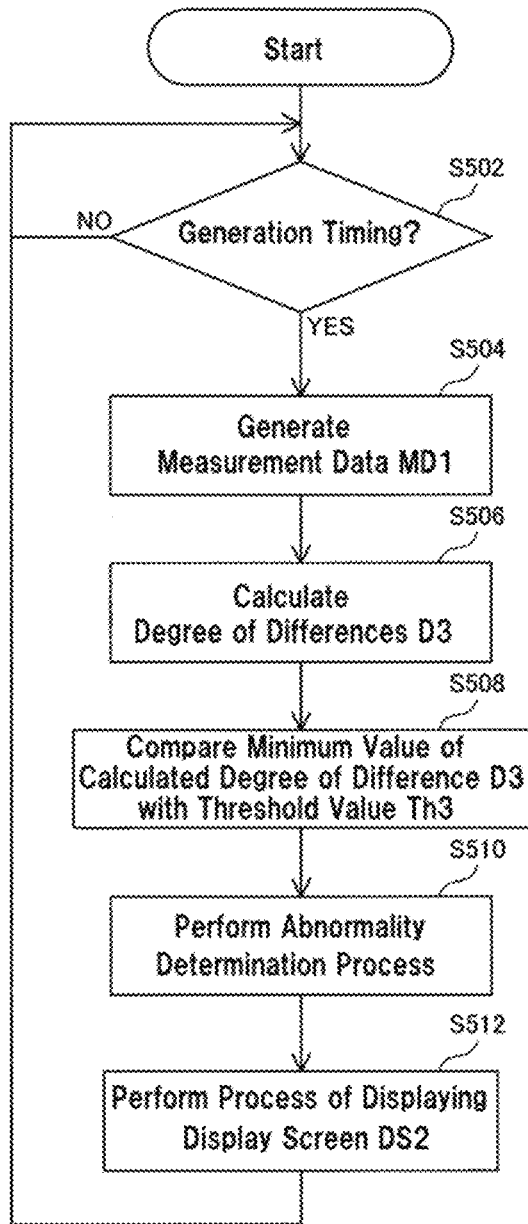 Start
S502
NO
Generation Timing?
YES
S504
Generate
Measurement Data MD1
S506
Calculate
Degree of Differences D3
S508
Compare Minimum Value of
Calculated Degree of Difference D3
with Threshold Value Th3
S510
Perform Abnormality
Determination Process
S512
Perform Process of Displaying
Display Screen DS2